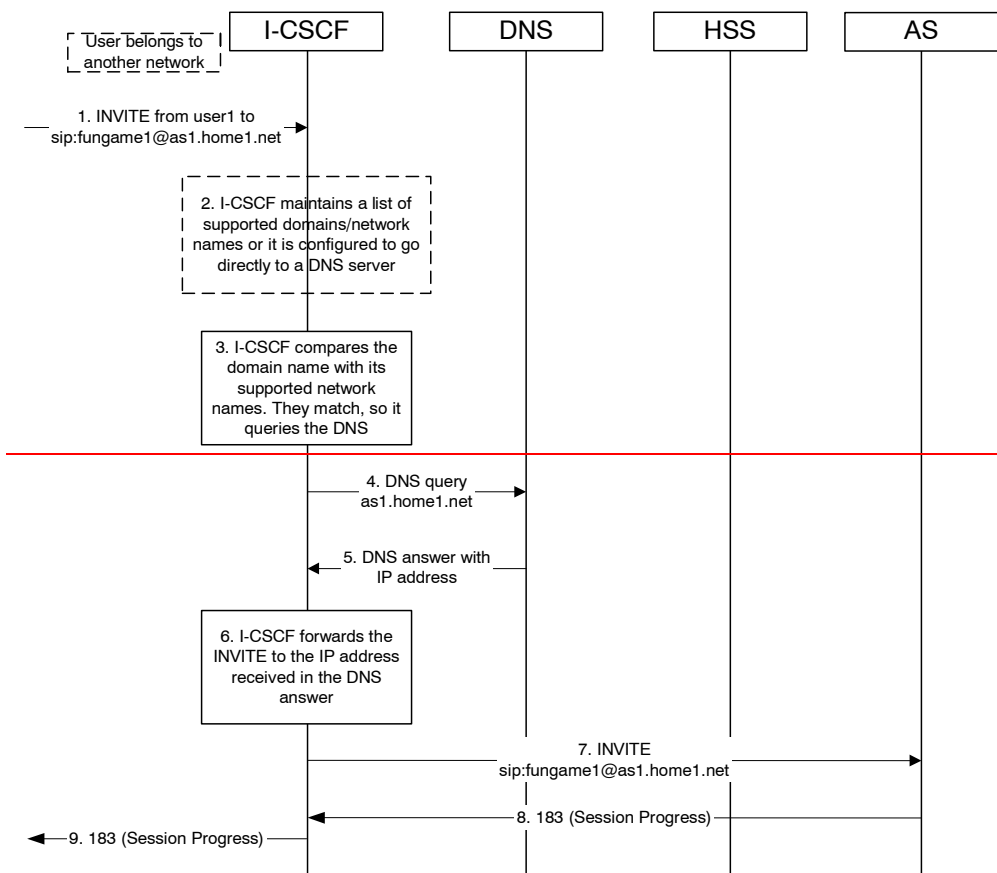 I-CSCF
DNS
HSS
AS
User belongs to
another network
1. INVITE from user1 to
sip:fungame1@as1.home1.net
2. I-CSCF maintains a list of
supported domains/network
names or it is configured to go
directly to a DNS server
3. I-CSCF compares the
domain name with its
supported network
names. They match, so it
queries the DNS
4. DNS query
as1.home1.net
5. DNS answer with
IP address
6. I-CSCF forwards the
INVITE to the IP address
received in the DNS
answer
7. INVITE
sip:fungame1@as1.home1.net
8. 183 (Session Progress)
9. 183 (Session Progress)